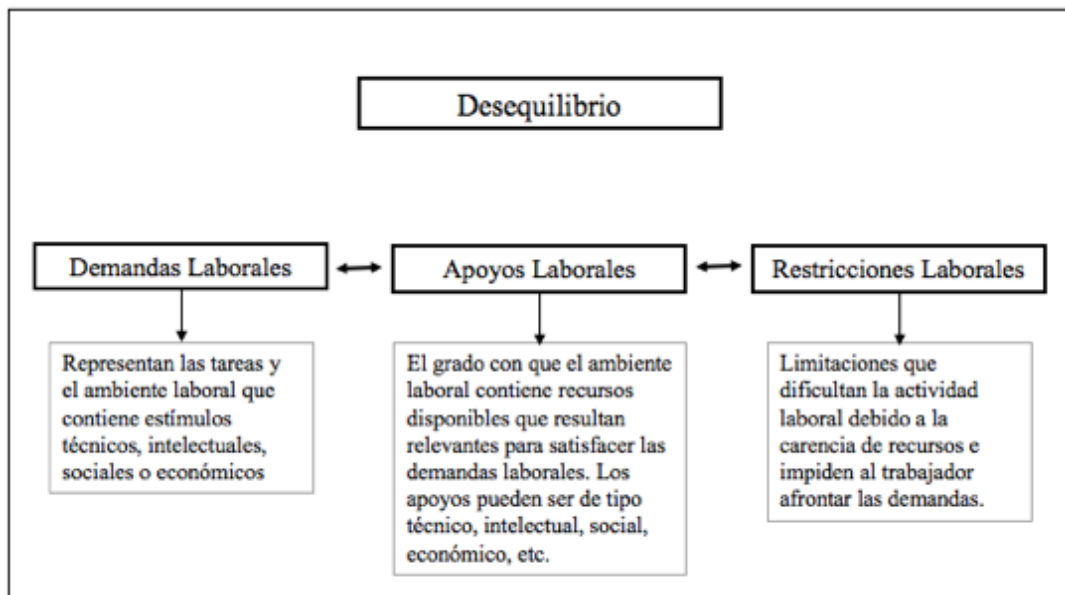 Desequilibrio
Demandas Laborales
Apoyos Laborales
Restricciones Laborales
Representan las tareas y
el ambiente laboral que
contiene estímulos
técnicos, intelectuales,
sociales o económicos
El grado con que el ambiente
laboral contiene recursos
disponibles que resultan
relevantes para satisfacer las
demandas laborales. Los
apoyos pueden ser de tipo
técnico, intelectual, social,
económico, etc.
Limitaciones que
dificultan la actividad
laboral debido a la
carencia de recursos e
impiden al trabajador
afrontar las demandas.